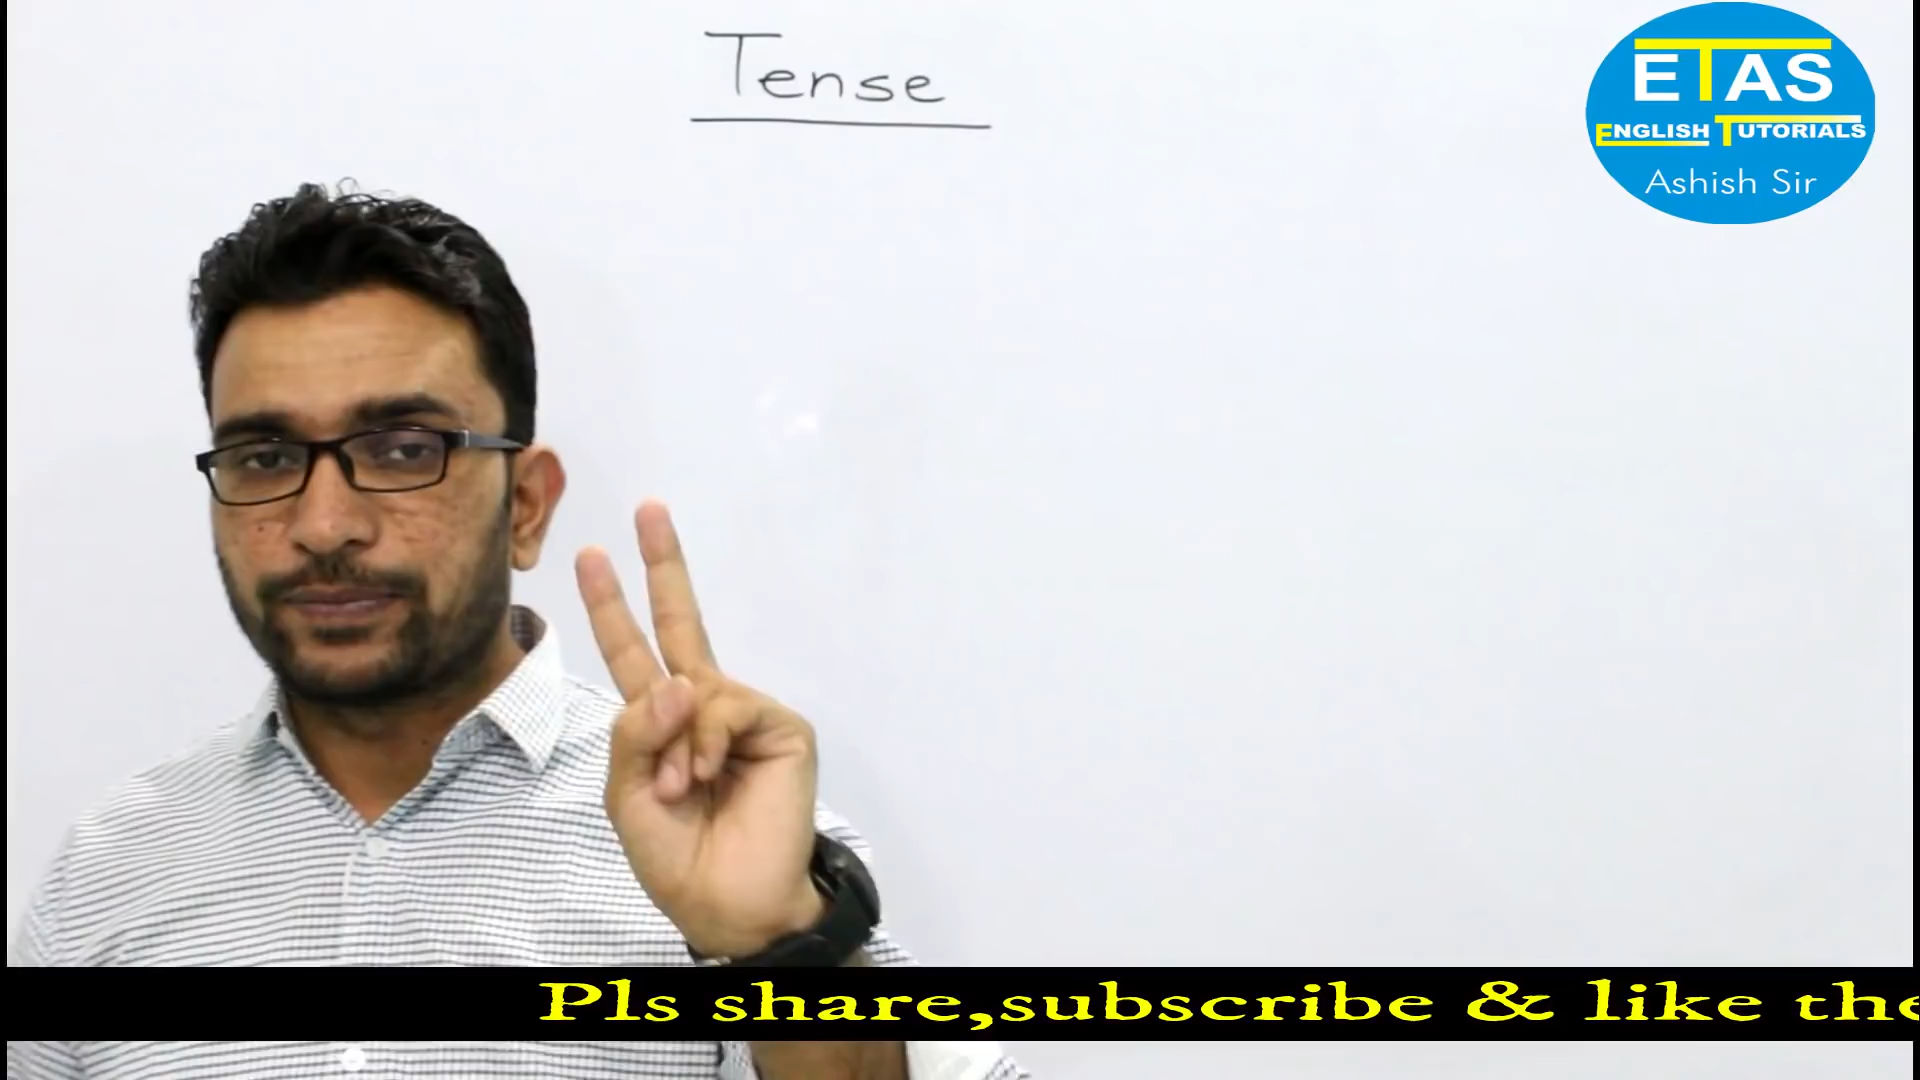 Tense
ETAS
ENGLISH TUTORIALS
Ashish Sir
Pls share,subscribe & like the